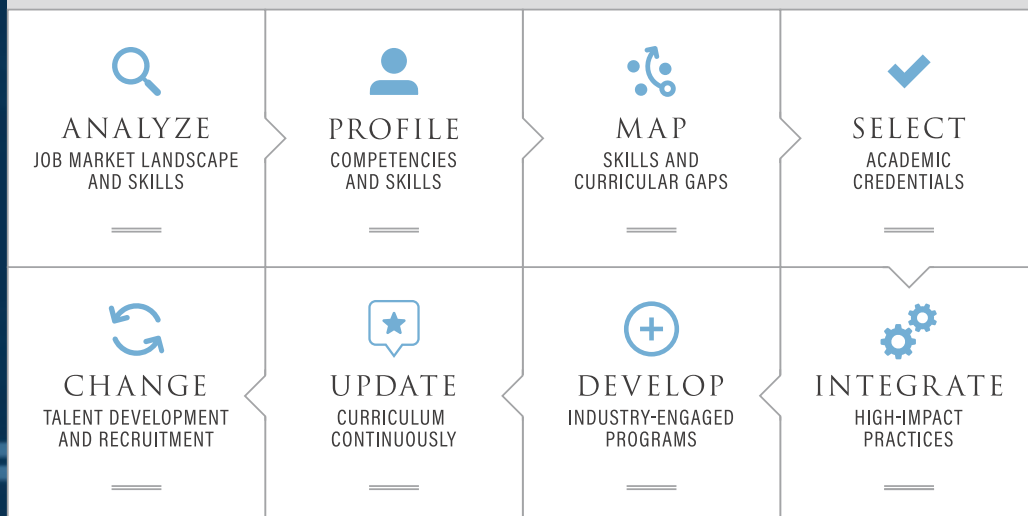 ANALYZE
JOB MARKET LANDSCAPE
AND SKILLS
PROFILE
COMPETENCIES
AND SKILLS
MAP
SKILLS AND
CURRICULAR GAPS
SELECT
ACADEMIC
CREDENTIALS
CHANGE
TALENT DEVELOPMENT
AND RECRUITMENT
UPDATE
CURRICULUM
CONTINUOUSLY
DEVELOP
INDUSTRY-ENGAGED
PROGRAMS
INTEGRATE
HIGH-IMPACT
PRACTICES